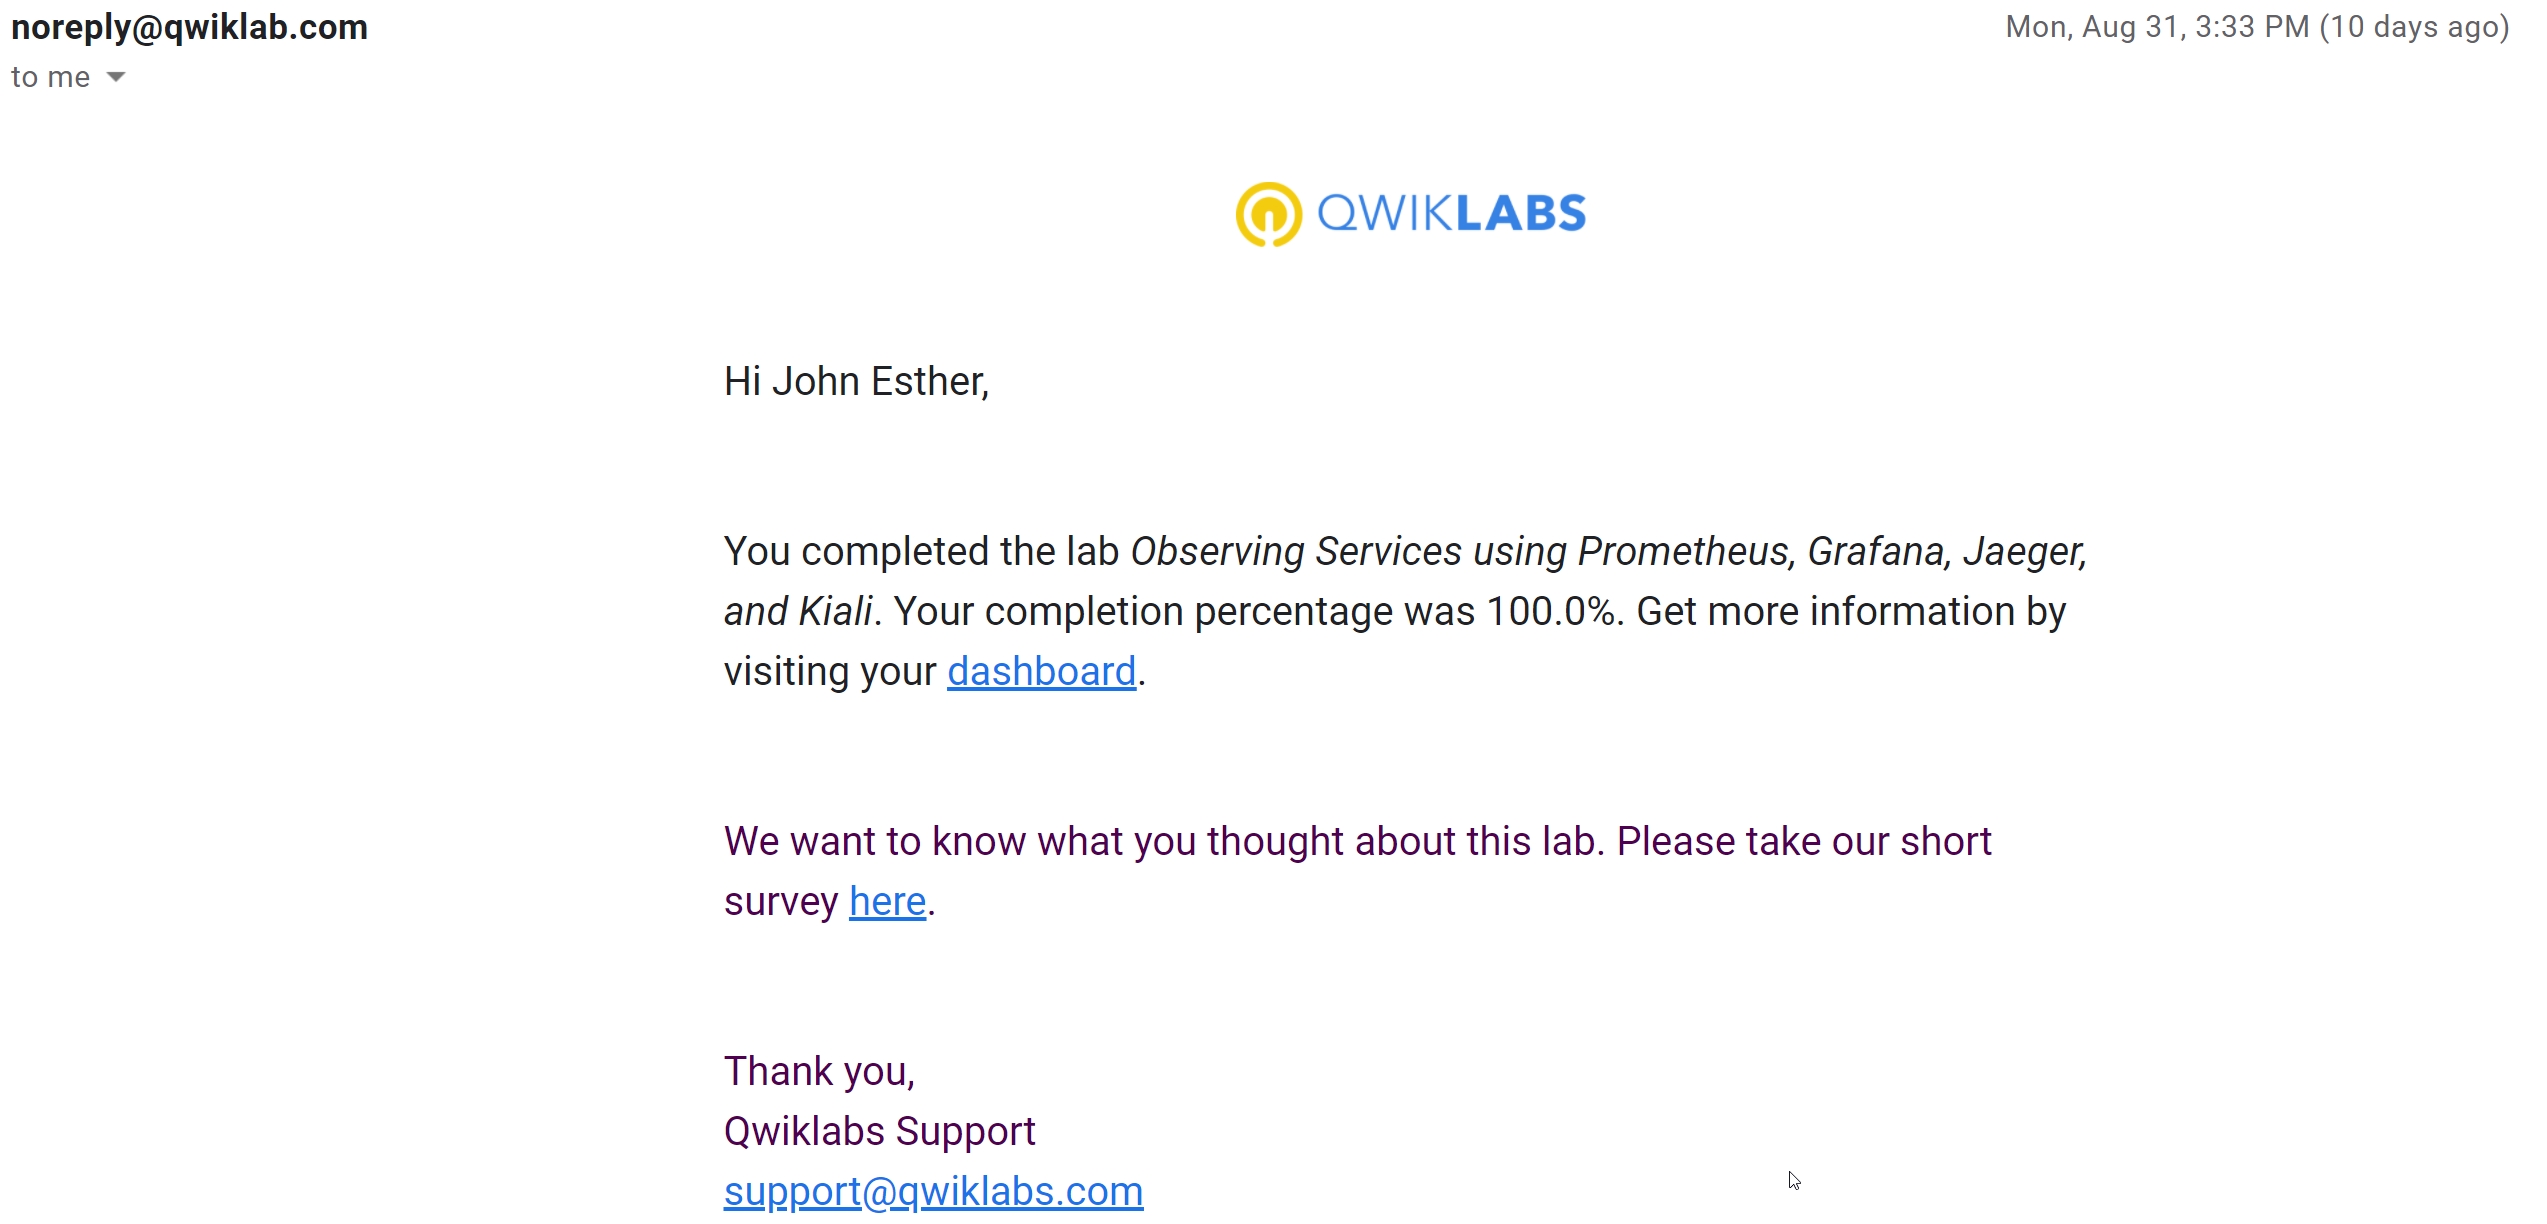 noreply@qwiklab.com
Mon, Aug 31, 3:33 PM (10 days ago)
to me
QWIKLABS
Hi John Esther,
You completed the lab Observing Services using Prometheus, Grafana, Jaeger,
and Kiali. Your completion percentage was 100.0%. Get more information by
visiting your dashboard.
We want to know what you thought about this lab. Please take our short
survey here.
Thank you,
Qwiklabs Support
support@qwiklabs.com